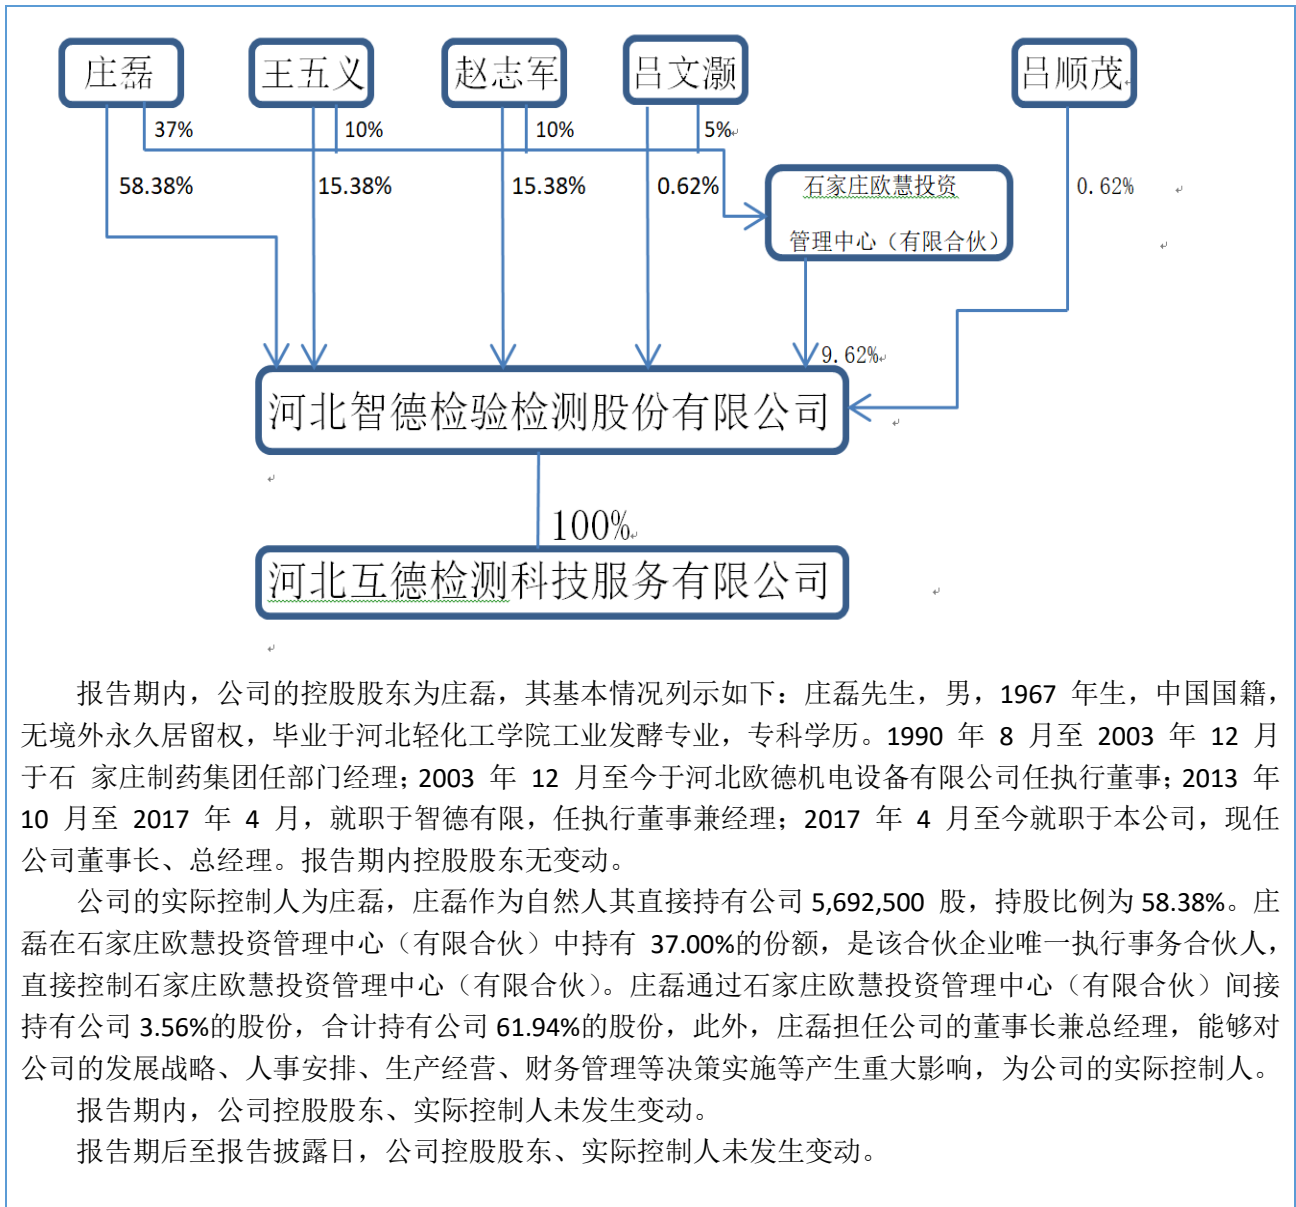 庄磊
王五义
赵志军
吕文灏
吕顺茂
37%
10%
10%
5%
58.38%
15.38%
15.38%
0.62%
石家庄欧慧投资
管理中心（有限合伙）
0.62%
9.62%
河北智德检验检测股份有限公司
100%
河北互德检测科技服务有限公司
报告期内，公司的控股股东为庄磊，其基本情况列示如下：庄磊先生，男，1967 年生，中国国籍，
无境外永久居留权，毕业于河北轻化工学院工业发酵专业，专科学历。1990 年 8 月至 2003 年 12 月
于石 家庄制药集团任部门经理；2003 年 12 月至今于河北欧德机电设备有限公司任执行董事；2013 年
10 月至 2017 年 4 月，就职于智德有限，任执行董事兼经理；2017 年 4 月至今就职于本公司，现任
公司董事长、总经理。报告期内控股股东无变动。
公司的实际控制人为庄磊，庄磊作为自然人其直接持有公司 5,692,500 股，持股比例为 58.38%。庄
磊在石家庄欧慧投资管理中心（有限合伙）中持有 37.00%的份额，是该合伙企业唯一执行事务合伙人，
直接控制石家庄欧慧投资管理中心（有限合伙）。庄磊通过石家庄欧慧投资管理中心（有限合伙）间接
持有公司 3.56%的股份，合计持有公司 61.94%的股份，此外，庄磊担任公司的董事长兼总经理，能够对
公司的发展战略、人事安排、生产经营、财务管理等决策实施等产生重大影响，为公司的实际控制人。
报告期内，公司控股股东、实际控制人未发生变动。
报告期后至报告披露日，公司控股股东、实际控制人未发生变动。